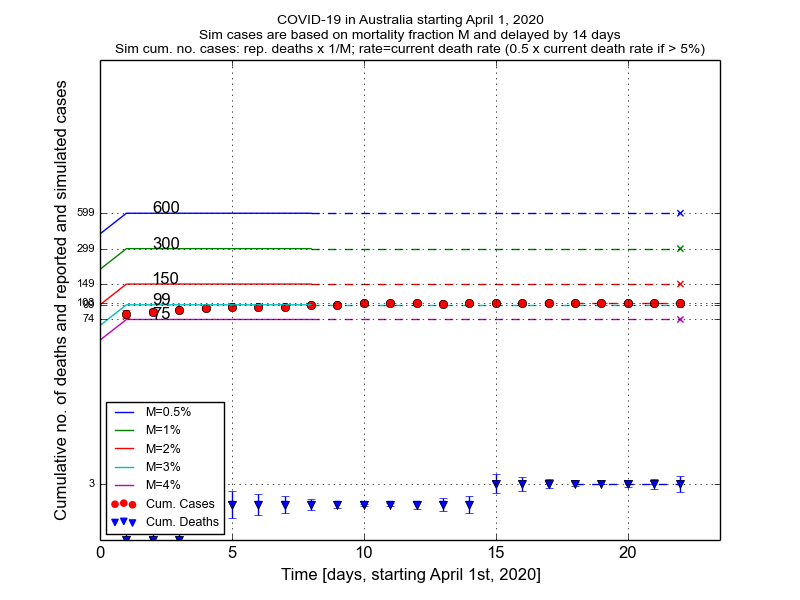 COVID-19 in Australia starting April 1, 2020
Sim cases are based on mortality fraction M and delayed by 14 days
Sim cum. no. cases: rep. deaths x 1/M; rate=current death rate (0.5 x current death rate if > 5%)
Cumulative no. of deaths and reported and simulated cases
599
600
299
300
149
150
103
99
74
75
3
M=0.5%
M=1%
M=2%
M=3%
M=4%
Cum. Cases
Cum. Deaths
0
5
10
15
20
Time [days, starting April 1st, 2020]